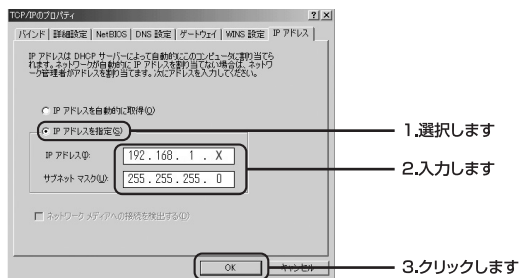 TCP/IPのプロパティ
バインド 詳細設定 NetBIOS DNS 設定 ゲートウェイ WINS 設定 IP アドレス
IP アドレスは DHCP サーバーによって自動的にこのコンピュータに割り当てら
れます。ネットワークが自動的に IP アドレスを割り当てない場合は、ネットワ
ーク管理者がアドレスを割り当てます。次にアドレスを入力してください。
IP アドレスを自動的に取得(O)
IP アドレスを指定(S)
1.選択します
IP アドレス(I):
192.168. 1 . X
2.入力します
サブネット マスク(U):
255.255.255. 0
ネットワーク メディアへの接続を検出する(D)
OK
キャンセル
3.クリックします